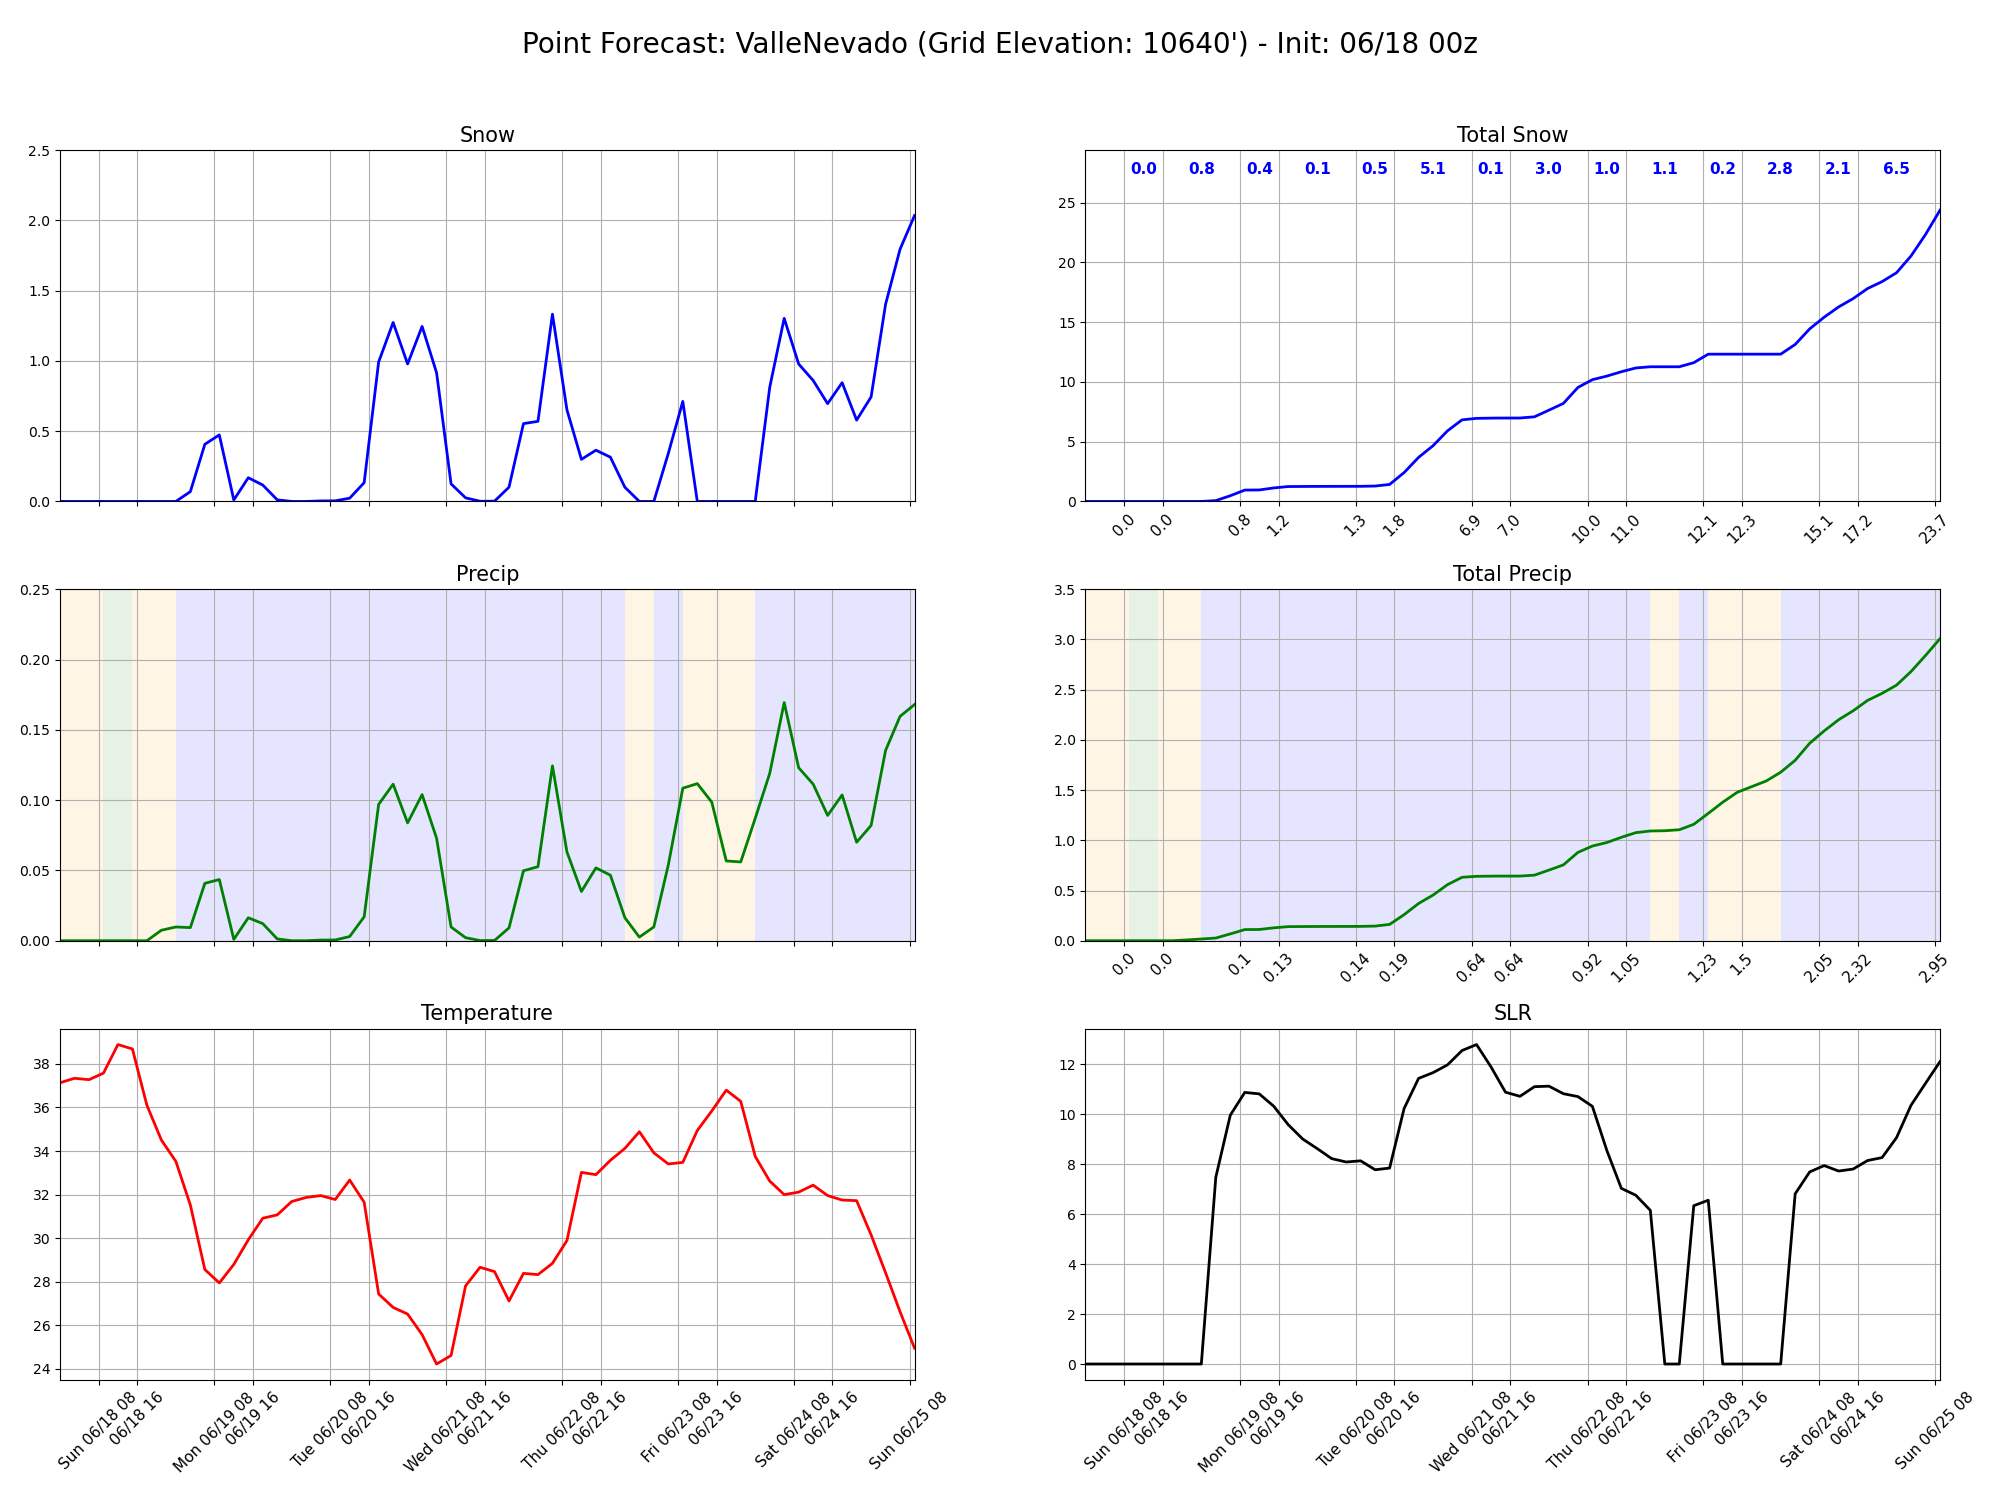 Point Forecast: ValleNevado (Grid Elevation: 10640') - Init: 06/18 00z
Snow
2.5
2.0
1.5
1.0
0.5
0.0
Total Snow
0.0 0.8 0.4 0.1 0.5 5.1 0.1 3.0 1.0 1.1 0.2 2.8 2.1 6.5
25
20
15
10
5
0
0.0 0.0 0.8 1.2 1.3 1.8 6.9 7.0 10.0 11.0 12.1 12.3 15.1 17.2 23.7
Precip
0.25
0.20
0.15
0.10
0.05
0.00
Total Precip
3.5
3.0
2.5
2.0
1.5
1.0
0.5
0.0
0.0 0.0 0.1 0.13 0.14 0.19 0.64 0.64 0.92 1.05 1.23 1.5 2.05 2.32 2.95
Temperature
38
36
34
32
30
28
26
24
Sun 06/18 08
06/18 16
Mon 06/19 08
06/19 16
Tue 06/20 08
06/20 16
Wed 06/21 08
06/21 16
Thu 06/22 08
06/22 16
Fri 06/23 08
06/23 16
Sat 06/24 08
06/24 16
Sun 06/25 08
SLR
12
10
8
6
4
2
0
Sun 06/18 08
06/18 16
Mon 06/19 08
06/19 16
Tue 06/20 08
06/20 16
Wed 06/21 08
06/21 16
Thu 06/22 08
06/22 16
Fri 06/23 08
06/23 16
Sat 06/24 08
06/24 16
Sun 06/25 08